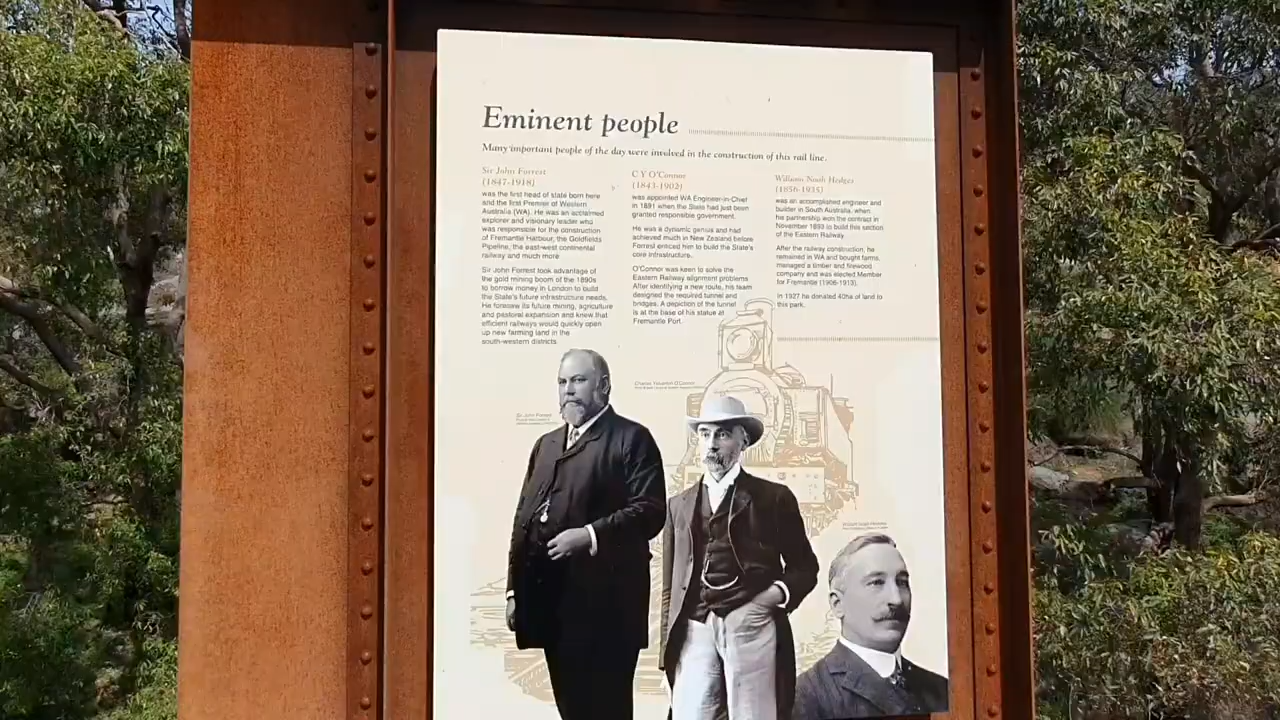 Eminent people
Many important people of the day were involved in the construction of this rail line.
Sir John Forrest
(1847-1918)
was the first head of state born here
and the first Premier of Western
Australia (WA). He was an acclaimed
explorer and visionary leader who
was responsible for the construction
of Fremantle Harbour, the Goldfields
Pipeline, the east-west continental
railway and much more.
Sir John Forrest took advantage of
the gold mining boom of the 1890s
to borrow money in London to build
the State's future infrastructure needs.
He foresaw its future mining, agriculture
and pastoral expansion and knew that
efficient railways would quickly open
up new farming land in the
south-western districts.
C Y O'Connor
(1843-1902)
was appointed WA Engineer-in-Chief
in 1891 when the State had just been
granted responsible government.
He was a dynamic genius and had
achieved much in New Zealand before
Forrest enticed him to build the State's
core infrastructure.
O'Connor was keen to solve the
Eastern Railway alignment problems.
After identifying a new route, his team
designed the required tunnel and
bridges. A depiction of the tunnel
is at the base of his statue at
Fremantle Port.
William Noah Hedges
(1856-1935)
was an accomplished engineer and
builder in South Australia, when
his partnership won the contract in
November 1893 to build this section
of the Eastern Railway.
After the railway construction, he
remained in WA and bought farms,
managed a timber and firewood
company and was elected Member
for Fremantle (1906-1913).
In 1927 he donated 40ha of land to
this park.
Sir John Forrest
Charles Yelverton O'Connor
William Noah Hedges